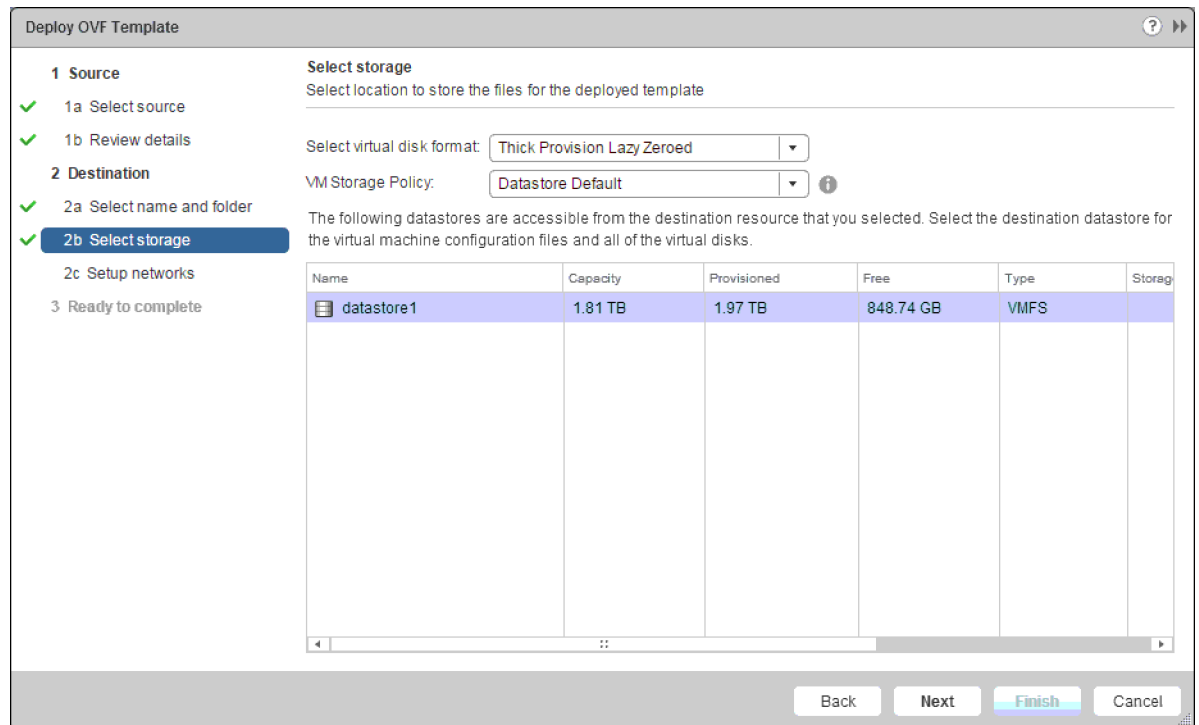 Deploy OVF Template
?
1 Source
1a Select source
1b Review details
2 Destination
2a Select name and folder
2b Select storage
2c Setup networks
3 Ready to complete
Select storage
Select location to store the files for the deployed template
Select virtual disk format: Thick Provision Lazy Zeroed
VM Storage Policy: Datastore Default
The following datastores are accessible from the destination resource that you selected. Select the destination datastore for
the virtual machine configuration files and all of the virtual disks.
Name Capacity Provisioned Free Type Storag
datastore1 1.81 TB 1.97 TB 848.74 GB VMFS
Back Next Finish Cancel